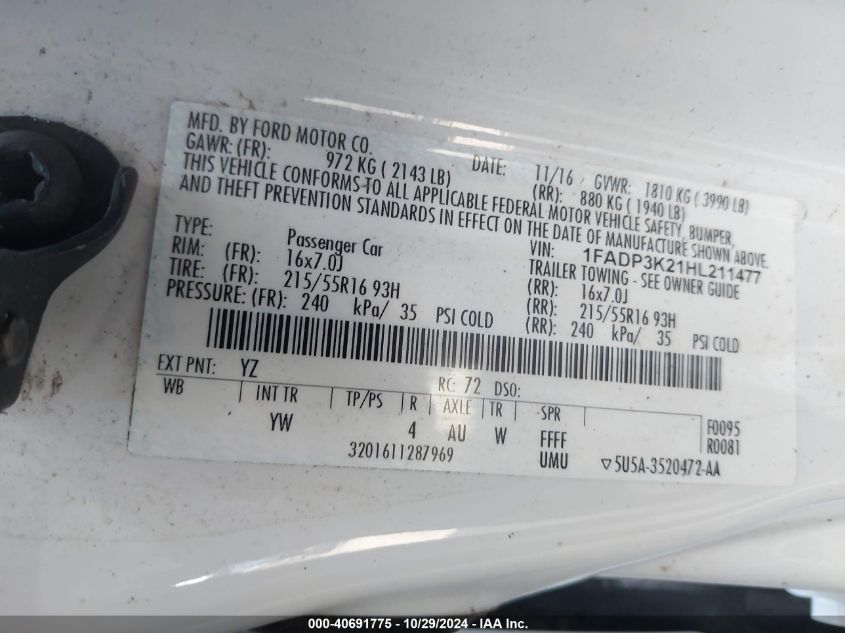 MFD. BY FORD MOTOR CO.
DATE: 11/16 GVWR: 1810 KG ( 3990 LB)
GAWR: (FR): 972 KG ( 2143 LB) (RR): 880 KG ( 1940 LB)
THIS VEHICLE CONFORMS TO ALL APPLICABLE FEDERAL MOTOR VEHICLE SAFETY, BUMPER,
AND THEFT PREVENTION STANDARDS IN EFFECT ON THE DATE OF MANUFACTURE SHOWN ABOVE.
VIN: 1FADP3K21HL211477
TYPE: Passenger Car TRAILER TOWING - SEE OWNER GUIDE
RIM: (FR): 16x7.0J (RR): 16x7.0J
TIRE: (FR): 215/55R16 93H (RR): 215/55R16 93H
PRESSURE: (FR): 240 kPa/ 35 PSI COLD (RR): 240 kPa/ 35 PSI COLD
EXT PNT: YZ RC: 72 DSO:
WB INT TR TP/PS R AXLE TR SPR F0095
YW 4 AU W FFFF R0081
3201611287969 UMU ▽5U5A-3520472-AA
000-40691775 - 10/29/2024 - IAA Inc.